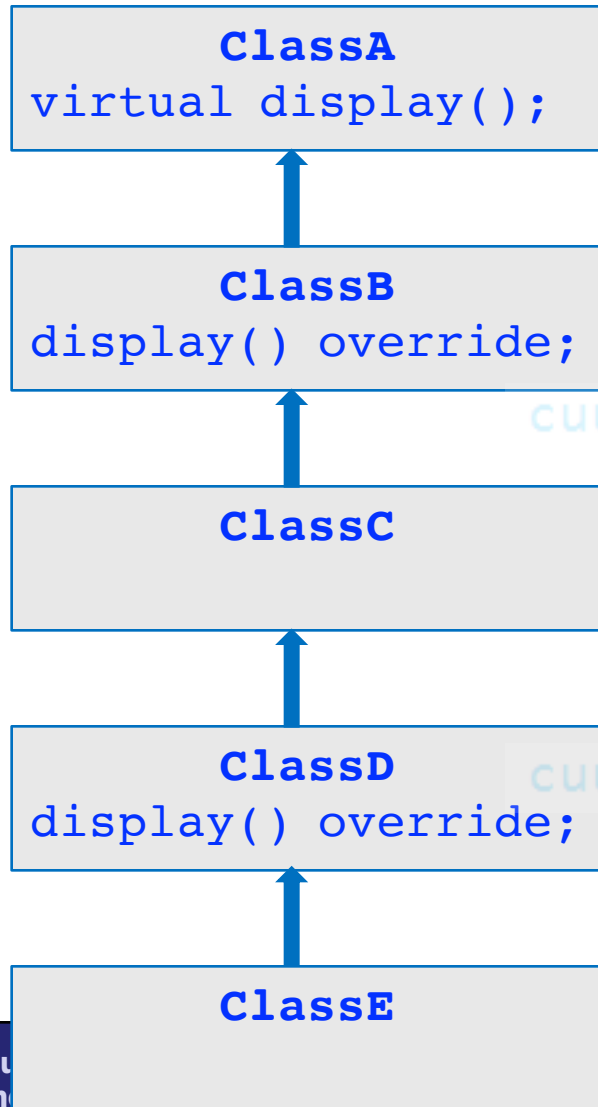 ClassA
virtual display();
ClassB
display() override;
ClassC
ClassD
display() override;
ClassE